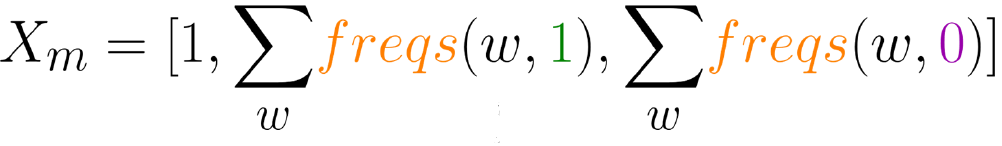 X_m = [1, ∑_w freqs(w, 1), ∑_w freqs(w, 0)]